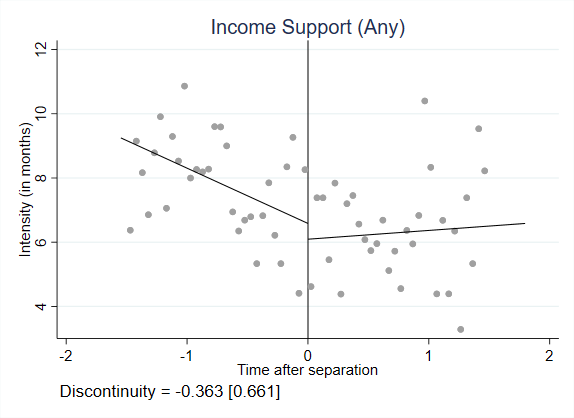 Income Support (Any)
Intensity (in months)
12
10
8
6
4
-2 -1 0 1 2
Time after separation
Discontinuity = -0.363 [0.661]